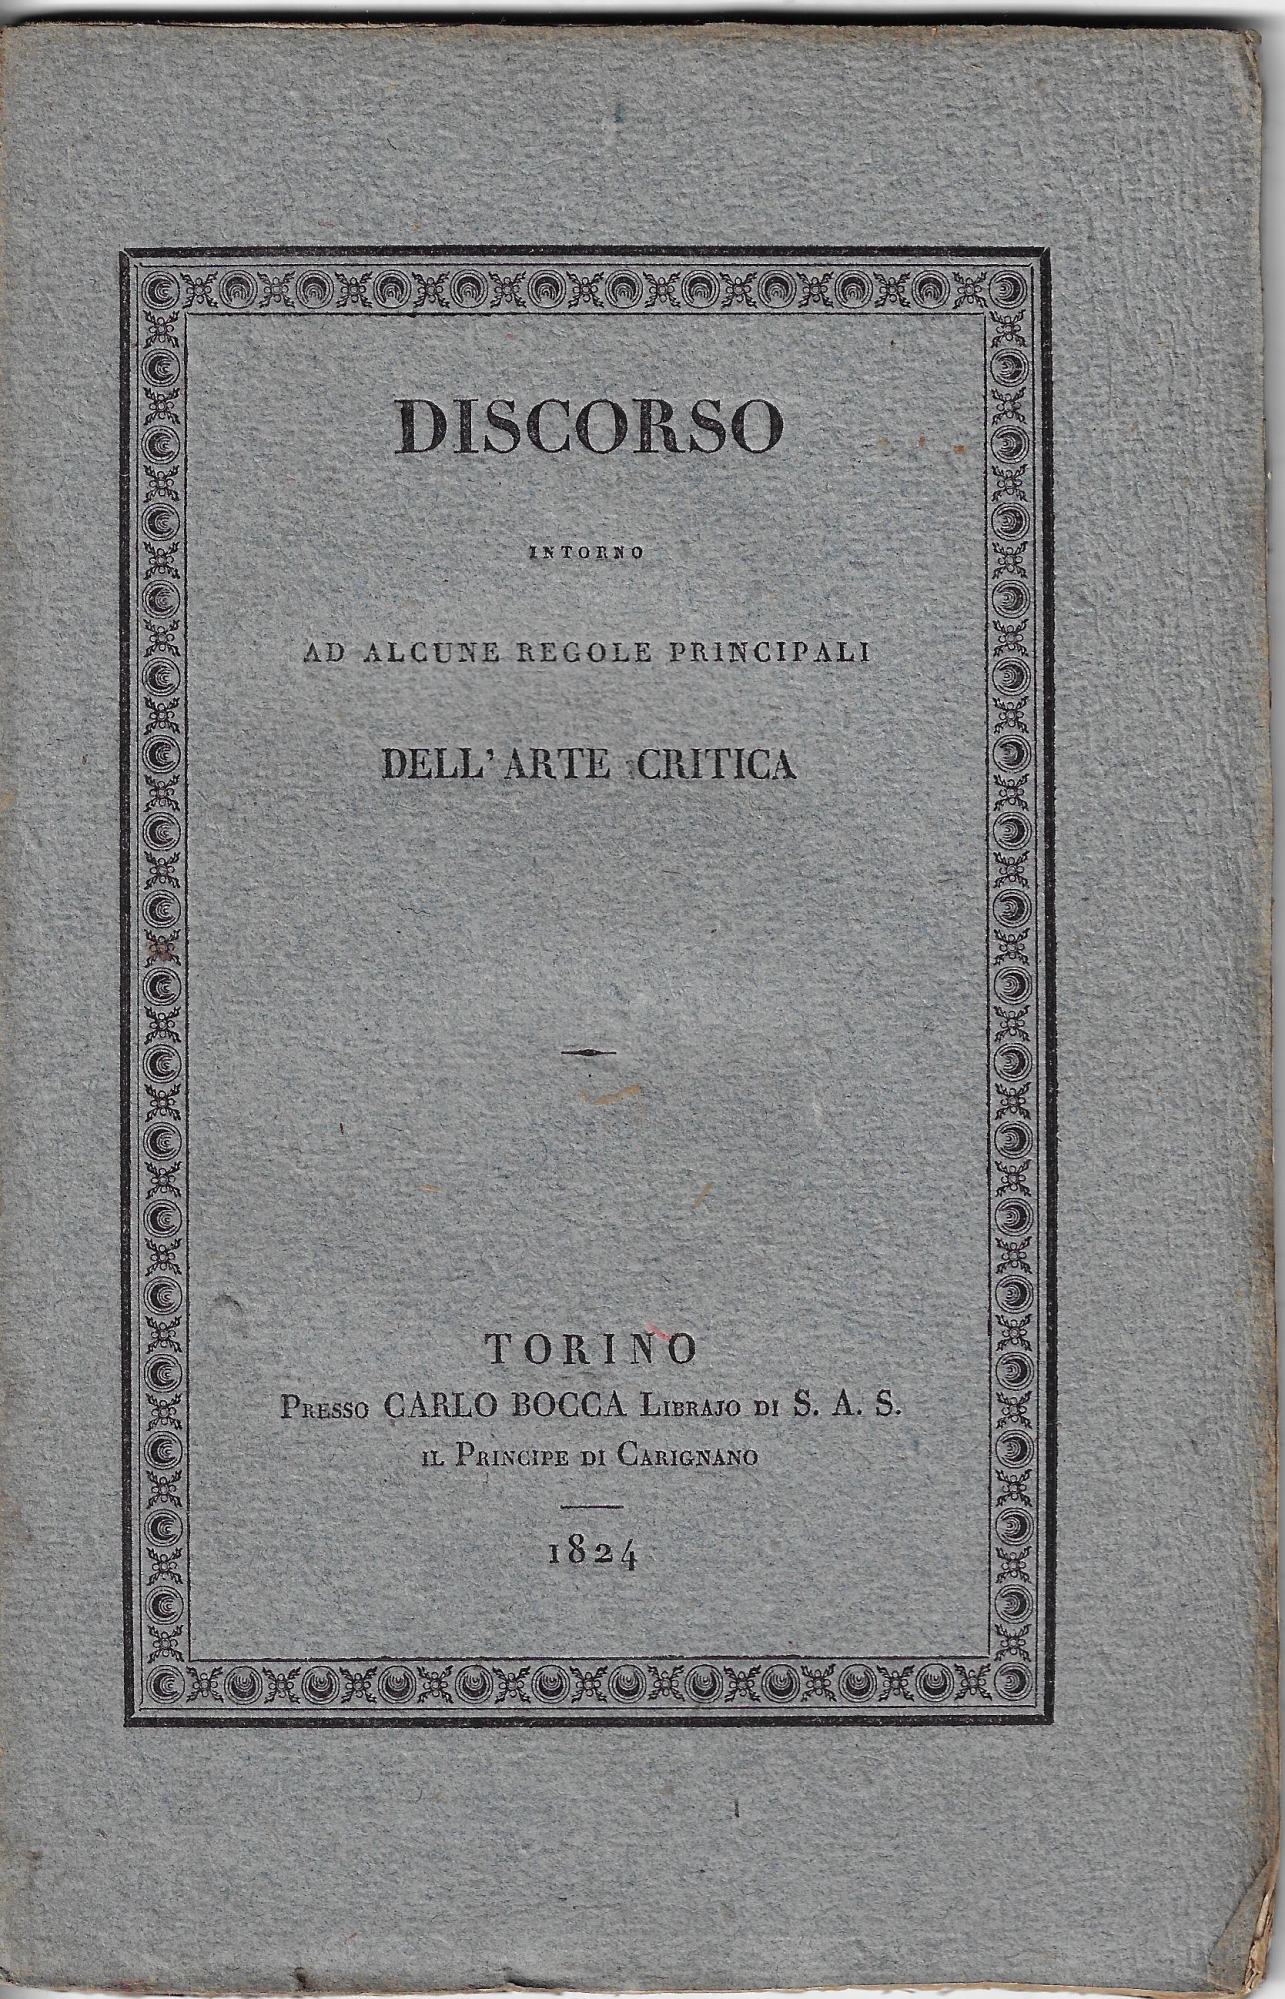 DISCORSO
INTORNO
AD ALCUNE REGOLE PRINCIPALI
DELL'ARTE CRITICA
TORINO
PRESSO CARLO BOCCA LIBRAJO DI S. A. S.
IL PRINCIPE DI CARIGNANO
1824